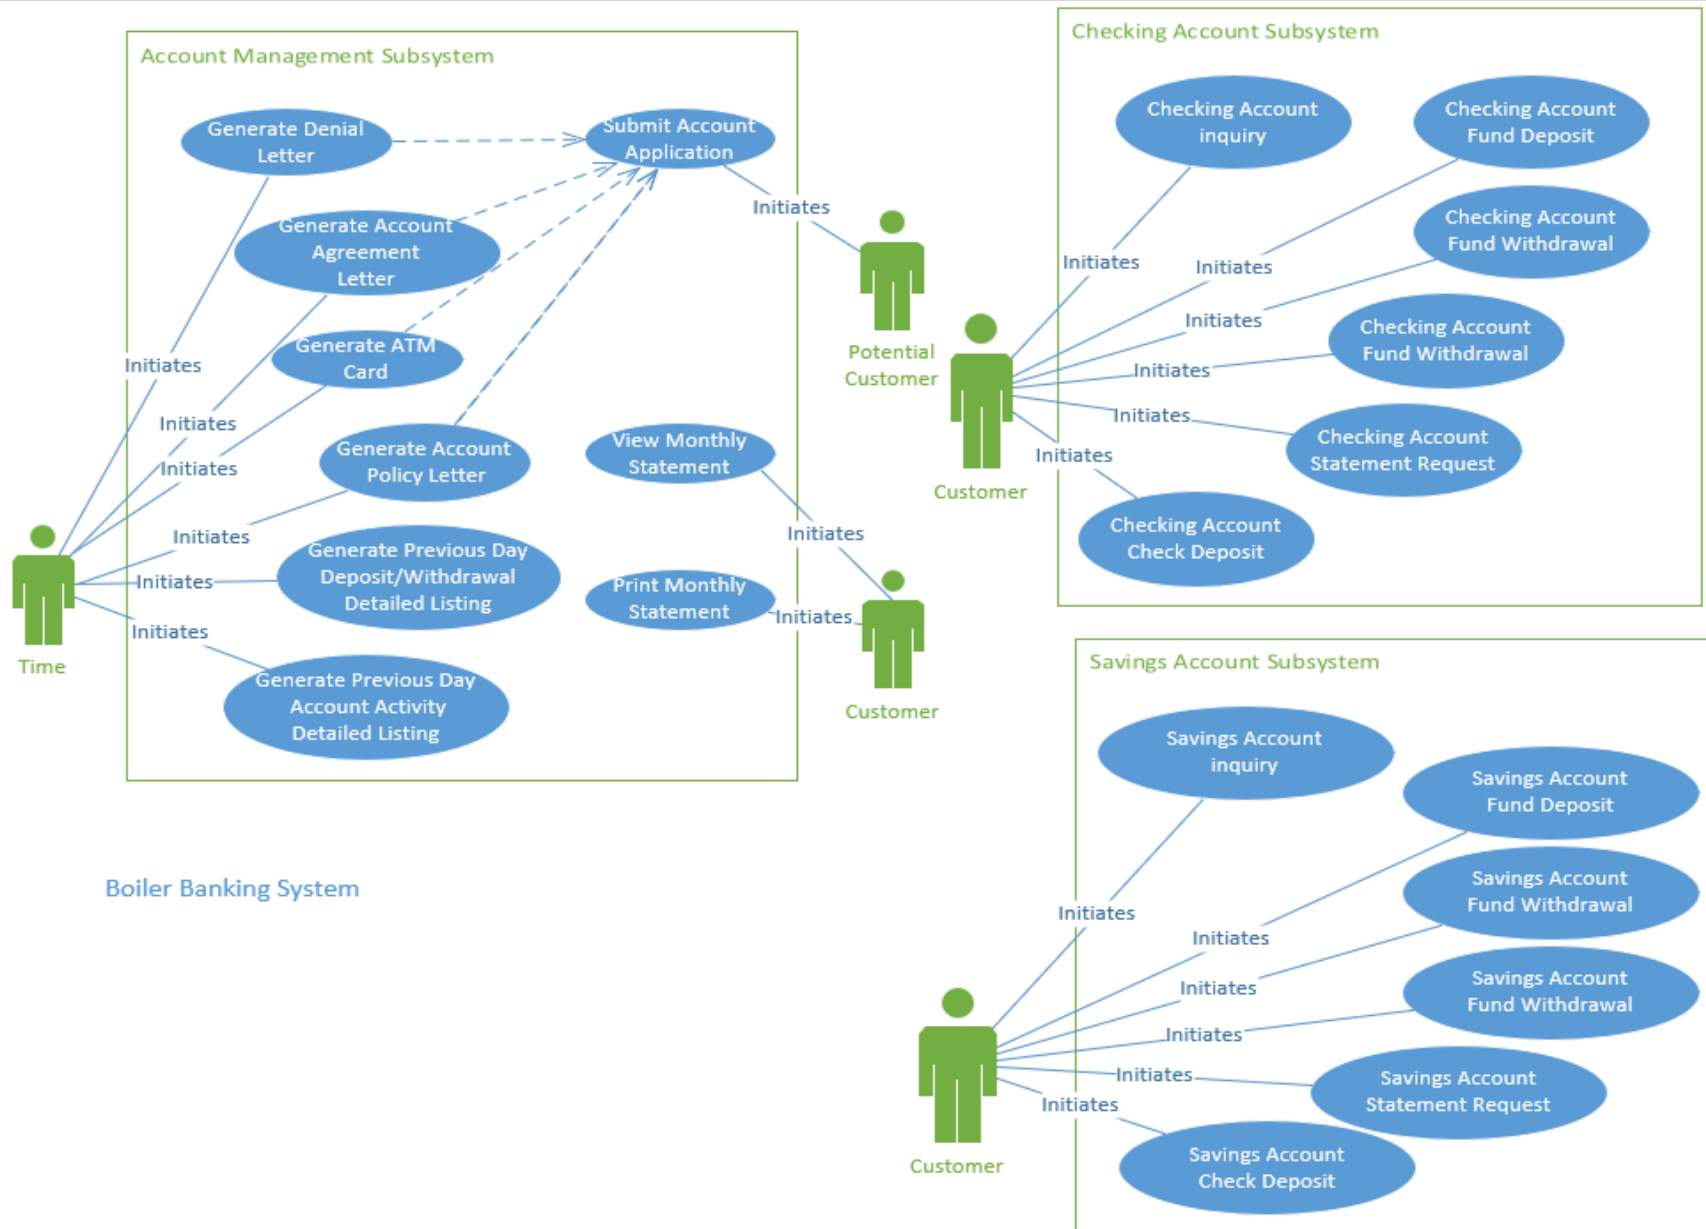 Account Management Subsystem
Generate Denial
Letter
Submit Account
Application
Initiates
Generate Account
Agreement
Letter
Generate ATM
Card
Initiates
Initiates
Initiates
Generate Account
Policy Letter
View Monthly
Statement
Initiates
Initiates
Generate Previous Day
Deposit/Withdrawal
Detailed Listing
Initiates
Print Monthly
Statement
Initiates
Initiates
Generate Previous Day
Account Activity
Detailed Listing
Time
Potential
Customer
Customer
Checking Account Subsystem
Checking Account
inquiry
Checking Account
Fund Deposit
Checking Account
Fund Withdrawal
Initiates
Initiates
Initiates
Checking Account
Fund Withdrawal
Initiates
Initiates
Checking Account
Statement Request
Initiates
Customer
Checking Account
Check Deposit
Savings Account Subsystem
Savings Account
inquiry
Savings Account
Fund Deposit
Savings Account
Fund Withdrawal
Initiates
Initiates
Initiates
Savings Account
Fund Withdrawal
Initiates
Initiates
Savings Account
Statement Request
Initiates
Savings Account
Check Deposit
Customer
Boiler Banking System